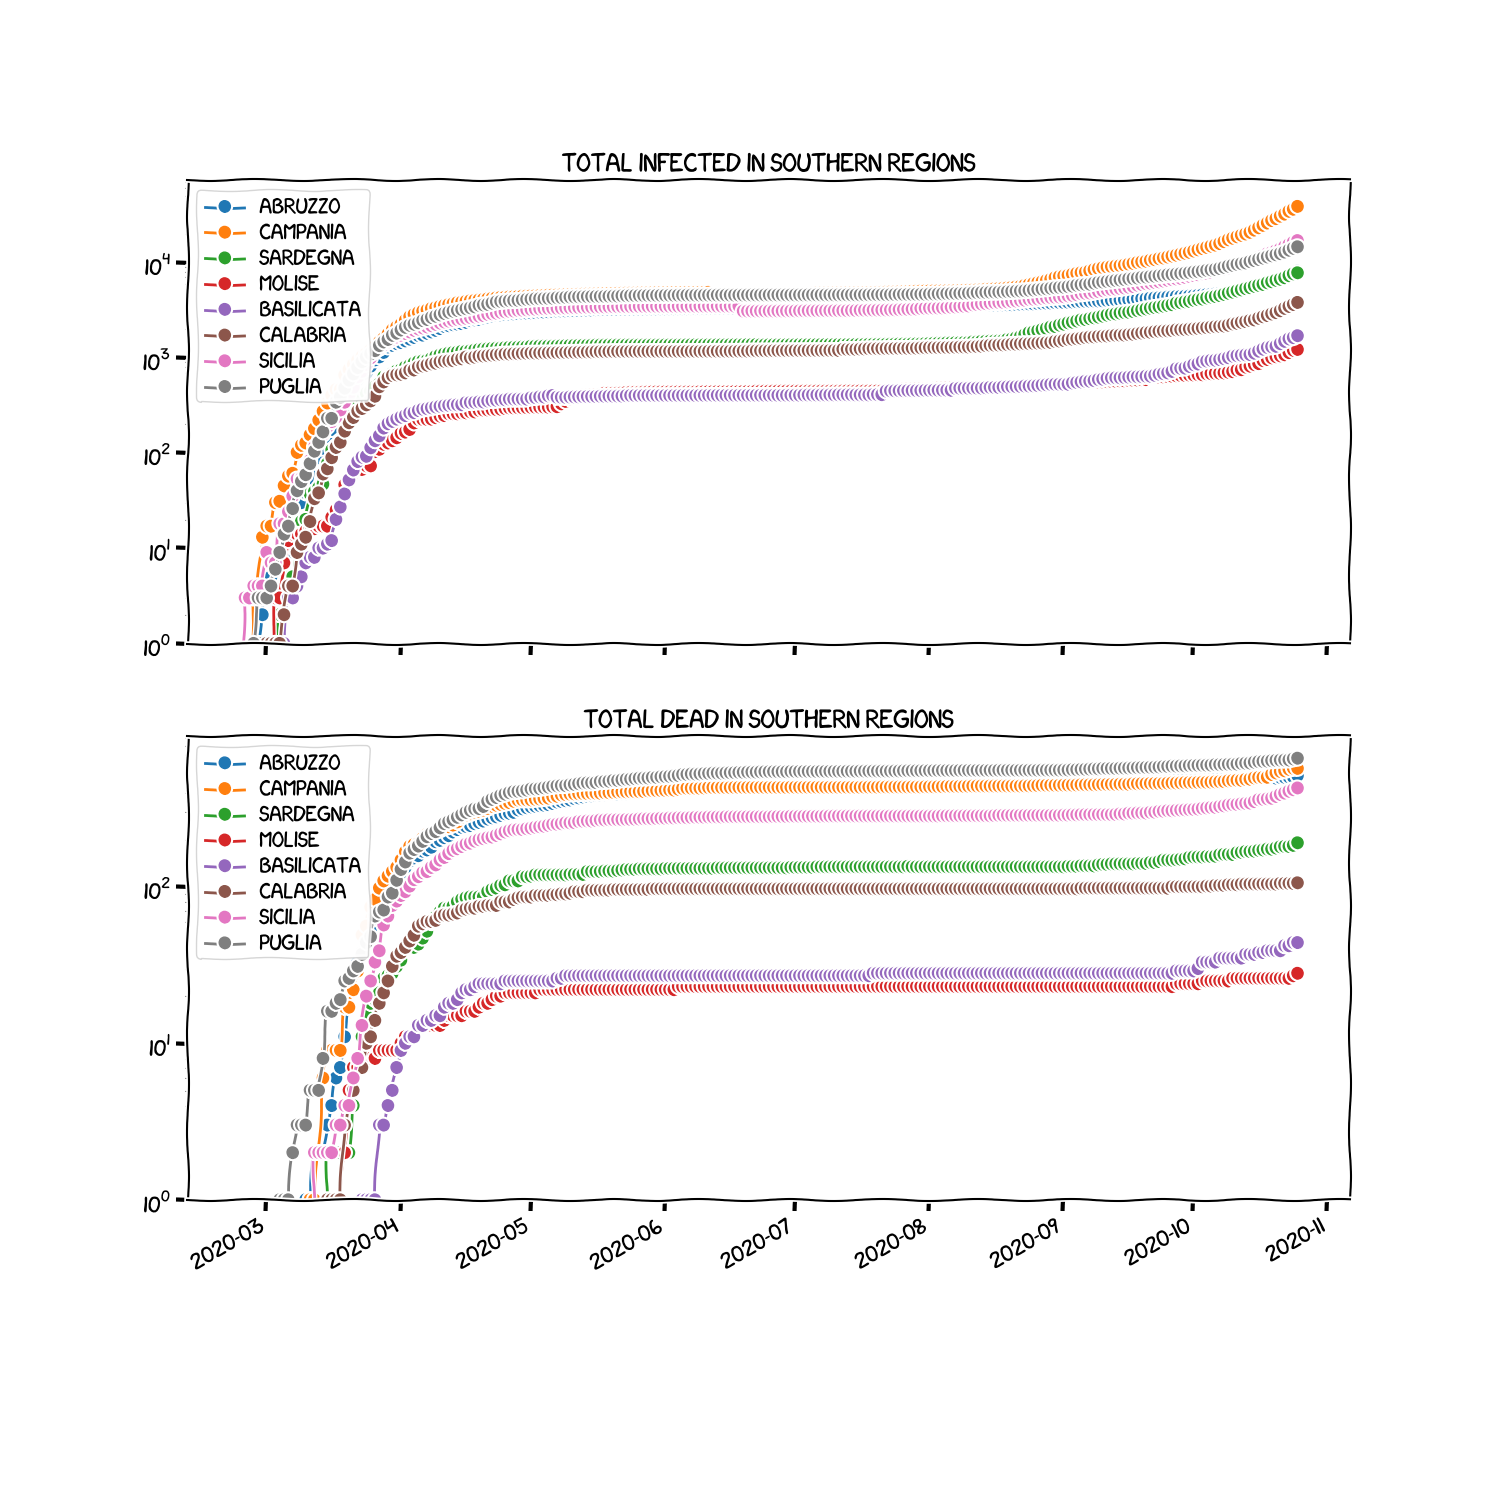 TOTAL INFECTED IN SOUTHERN REGIONS
ABRUZZO
CAMPANIA
SARDEGNA
MOLISE
BASILICATA
CALABRIA
SICILIA
PUGLIA
10⁴
10³
10²
10¹
10⁰
TOTAL DEAD IN SOUTHERN REGIONS
ABRUZZO
CAMPANIA
SARDEGNA
MOLISE
BASILICATA
CALABRIA
SICILIA
PUGLIA
10²
10¹
10⁰
2020-03
2020-04
2020-05
2020-06
2020-07
2020-08
2020-09
2020-10
2020-11